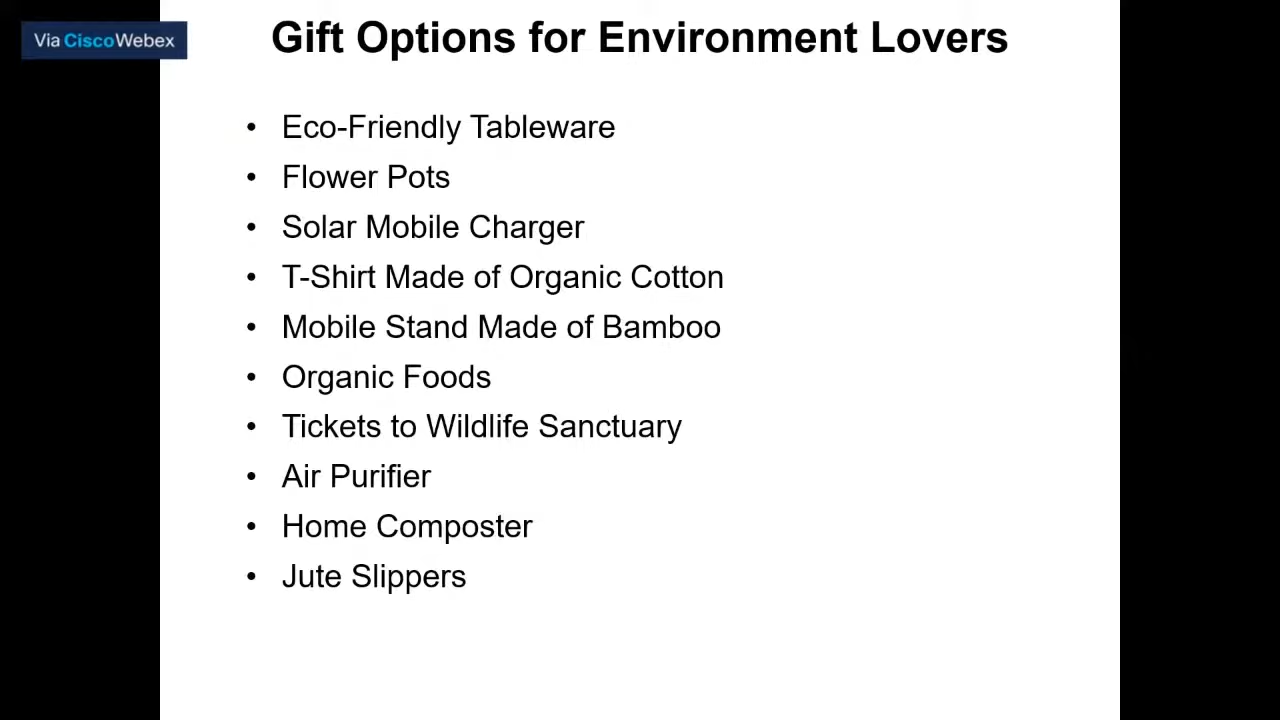 Via CiscoWebex
Gift Options for Environment Lovers
• Eco-Friendly Tableware
• Flower Pots
• Solar Mobile Charger
• T-Shirt Made of Organic Cotton
• Mobile Stand Made of Bamboo
• Organic Foods
• Tickets to Wildlife Sanctuary
• Air Purifier
• Home Composter
• Jute Slippers